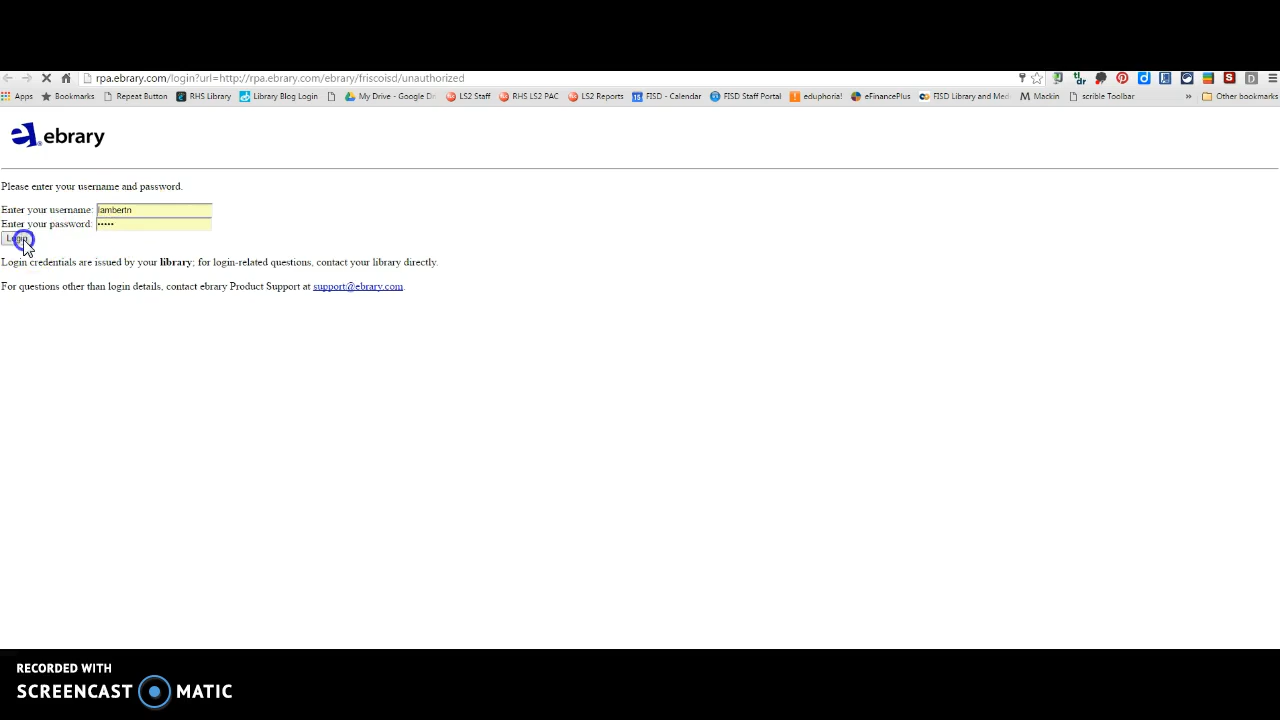 rpa.ebrary.com/login?url=http://rpa.ebrary.com/ebrary/friscoisd/unauthorized
Apps Bookmarks Repeat Button RHS Library Library Blog Login My Drive - Google Dr LS2 Staff RHS LS2 PAC LS2 Reports FISD - Calendar FISD Staff Portal eduphoria! eFinancePlus FISD Library and Med Mackin scrible Toolbar » Other bookmarks
ebrary
Please enter your username and password.
Enter your username: lambertn
Enter your password: •••••
Login
Login credentials are issued by your library; for login-related questions, contact your library directly.
For questions other than login details, contact ebrary Product Support at support@ebrary.com.
RECORDED WITH
SCREENCAST MATIC